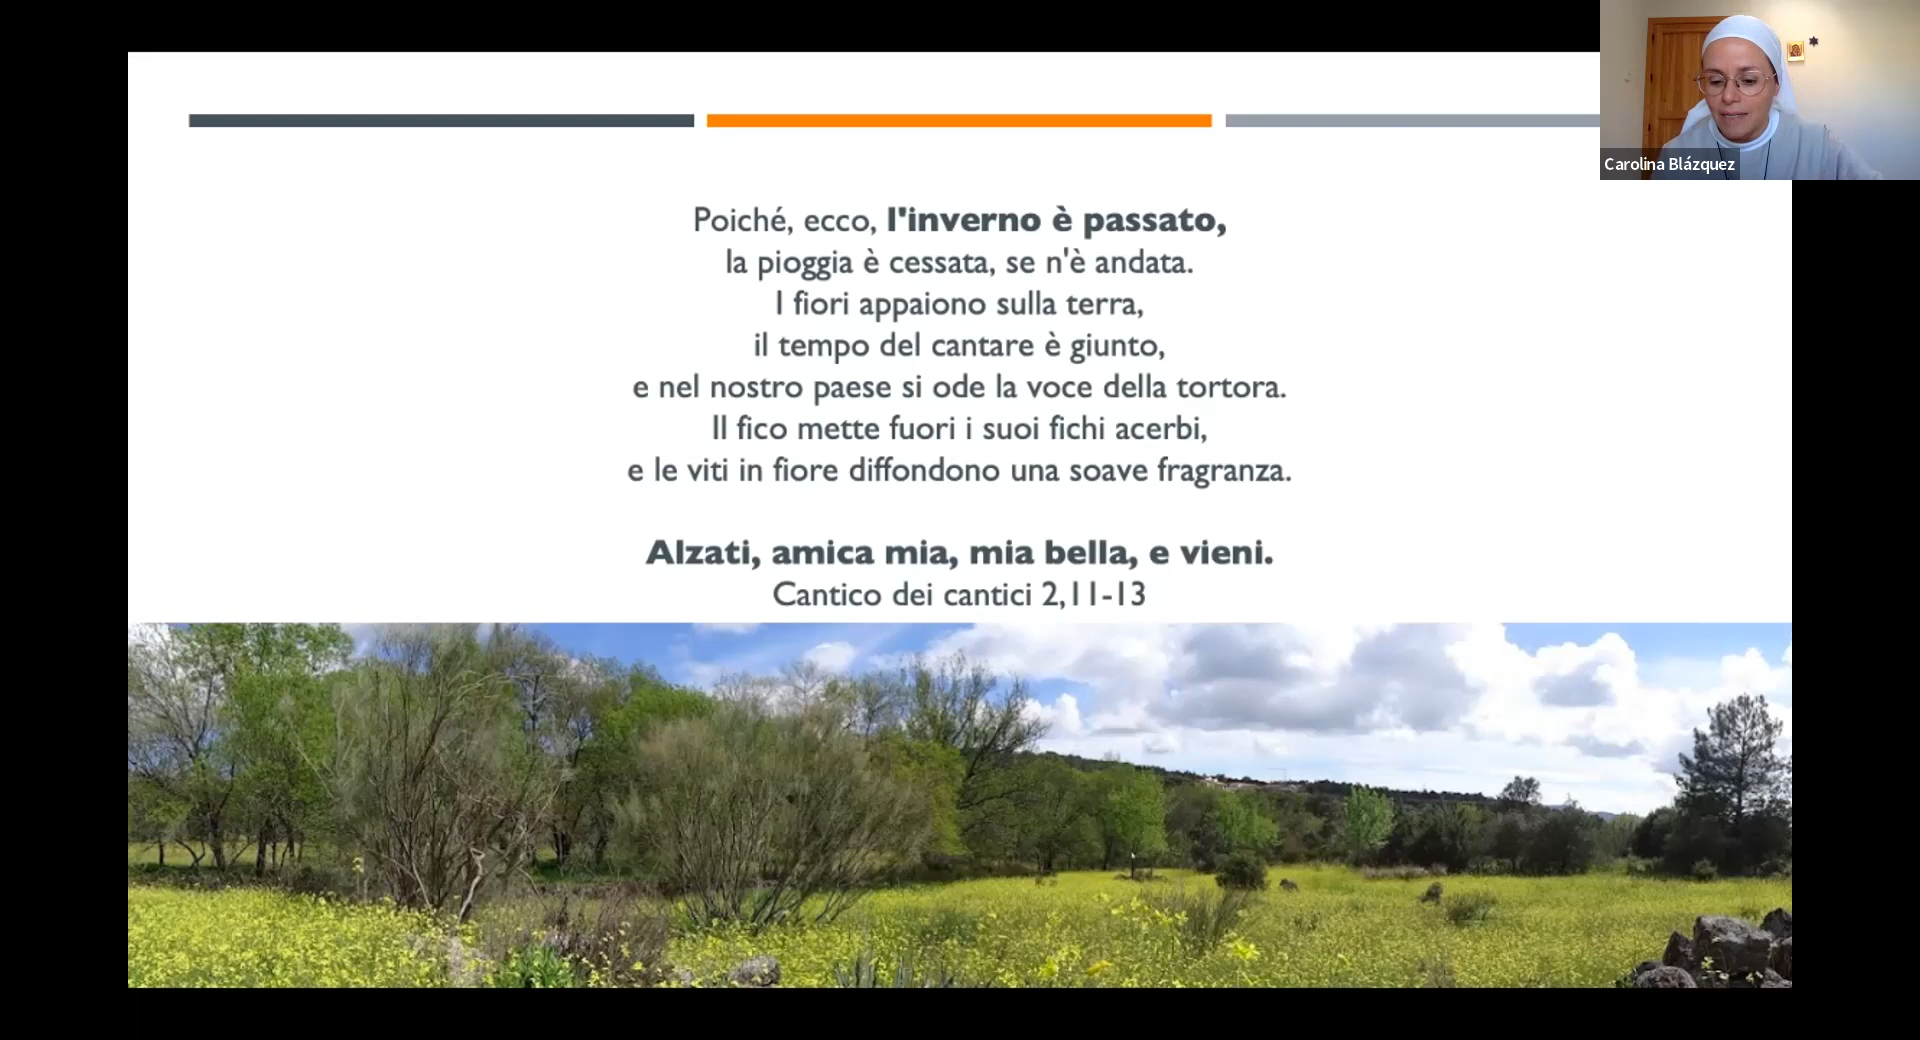 Carolina Blázquez
Poiché, ecco, l'inverno è passato,
la pioggia è cessata, se n'è andata.
I fiori appaiono sulla terra,
il tempo del cantare è giunto,
e nel nostro paese si ode la voce della tortora.
Il fico mette fuori i suoi fichi acerbi,
e le viti in fiore diffondono una soave fragranza.
Alzati, amica mia, mia bella, e vieni.
Cantico dei cantici 2,11-13